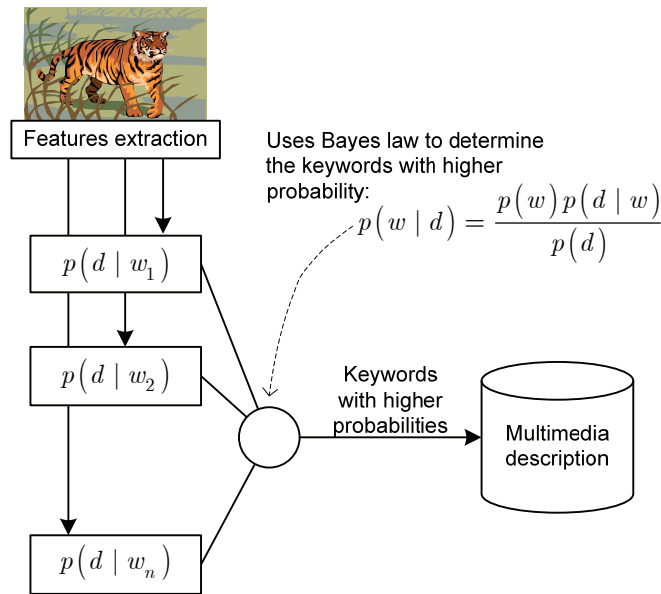 Features extraction
Uses Bayes law to determine
the keywords with higher
probability:
p(w | d) = p(w) p(d | w) / p(d)
p(d | w₁)
p(d | w₂)
Keywords
with higher
probabilities
Multimedia
description
p(d | wₙ)